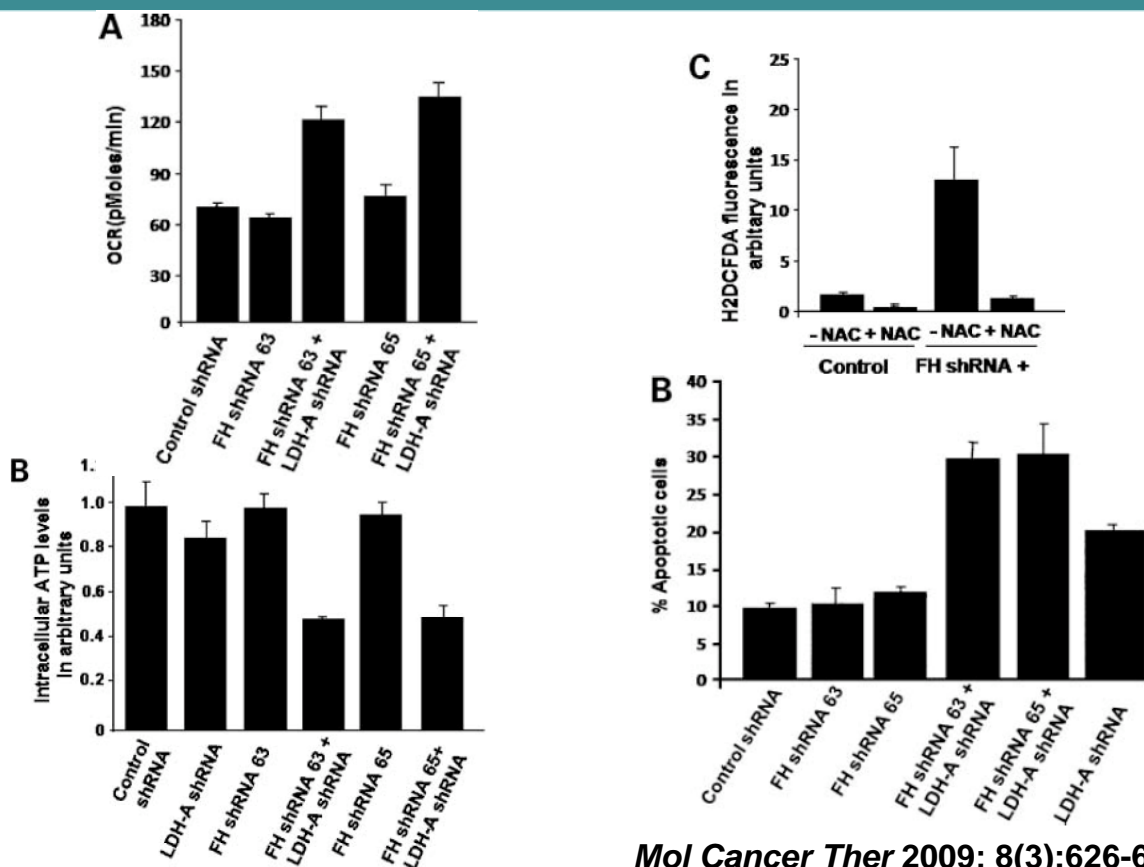 A
180
150
120
90
60
30
0
OCR(pMoles/min)
Control shRNA
FH shRNA 63
FH shRNA 63 +
LDH-A shRNA
FH shRNA 65
FH shRNA 65 +
LDH-A shRNA
B
1.
1.0
0.8
0.6
0.4
0.2
0
Intracellular ATP levels
In arbitrary units
Control
shRNA
LDH-A shRNA
FH shRNA 63
FH shRNA 63 +
LDH-A shRNA
FH shRNA 65
FH shRNA 65+
LDH-A shRNA
C
25
20
15
10
5
0
H2DCFDA fluorescence in
arbitary units
- NAC + NAC
- NAC + NAC
Control
FH shRNA +
B
40
35
30
25
20
15
10
5
0
% Apoptotic cells
Control shRNA
FH shRNA 63
FH shRNA 65
FH shRNA 63 +
LDH-A shRNA
FH shRNA 65 +
LDH-A shRNA
LDH-A shRNA
Mol Cancer Ther 2009; 8(3):626-6